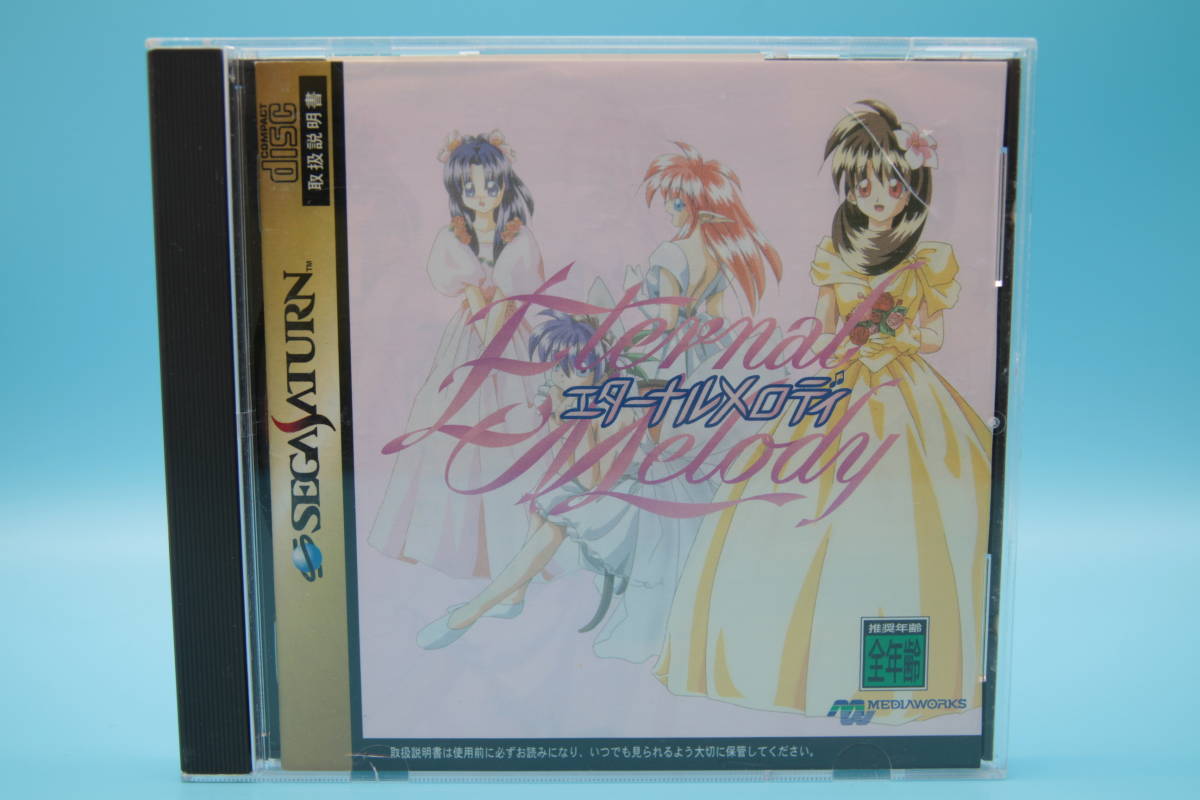 COMPACT
disc
取扱説明書
SEGA SATURN™
Eternal
エターナルメロディ
Melody
推奨年齢
全年齢
MEDIAWORKS
取扱説明書は使用前に必ずお読みになり、いつでも見られるよう大切に保管してください。